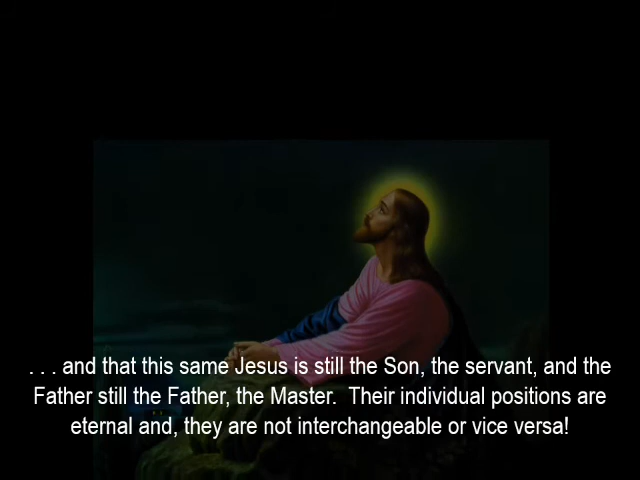 . . . and that this same Jesus is still the Son, the servant, and the
Father still the Father, the Master.  Their individual positions are
eternal and, they are not interchangeable or vice versa!